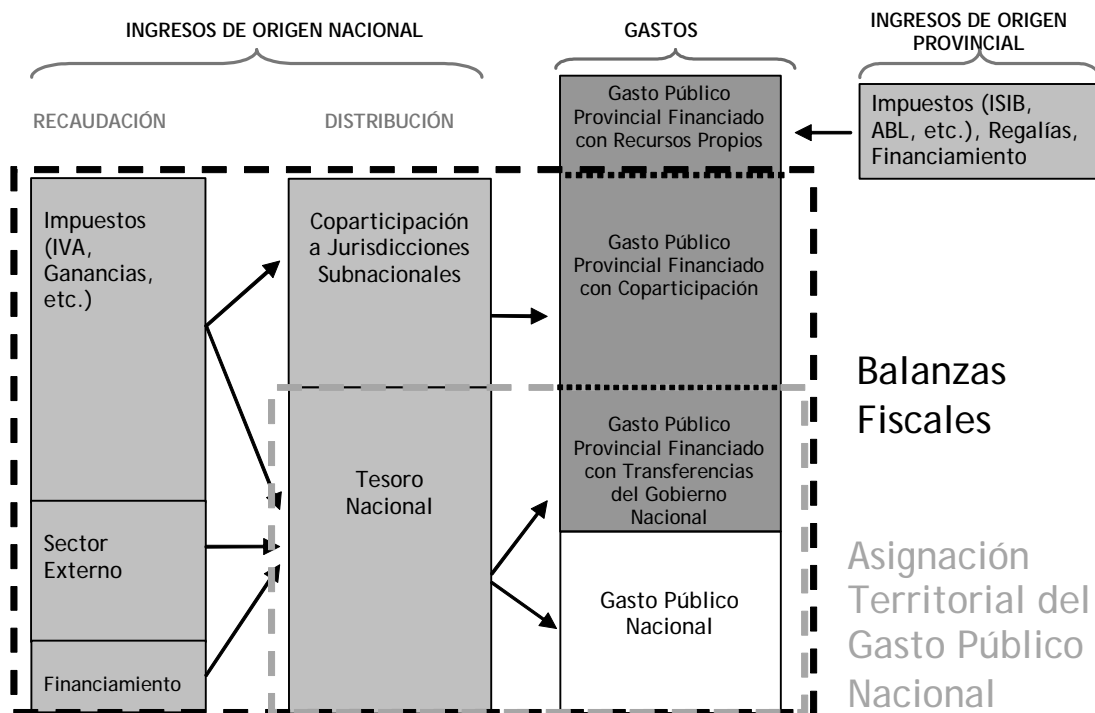 INGRESOS DE ORIGEN NACIONAL
GASTOS
INGRESOS DE ORIGEN
PROVINCIAL
RECAUDACIÓN
DISTRIBUCIÓN
Gasto Público
Provincial Financiado
con Recursos Propios
Impuestos (ISIB,
ABL, etc.), Regalías,
Financiamiento
Impuestos
(IVA,
Ganancias,
etc.)
Coparticipación
a Jurisdicciones
Subnacionales
Gasto Público
Provincial Financiado
con Coparticipación
Balanzas
Fiscales
Tesoro
Nacional
Gasto Público
Provincial Financiado
con Transferencias
del Gobierno
Nacional
Sector
Externo
Gasto Público
Nacional
Financiamiento
Asignación
Territorial del
Gasto Público
Nacional